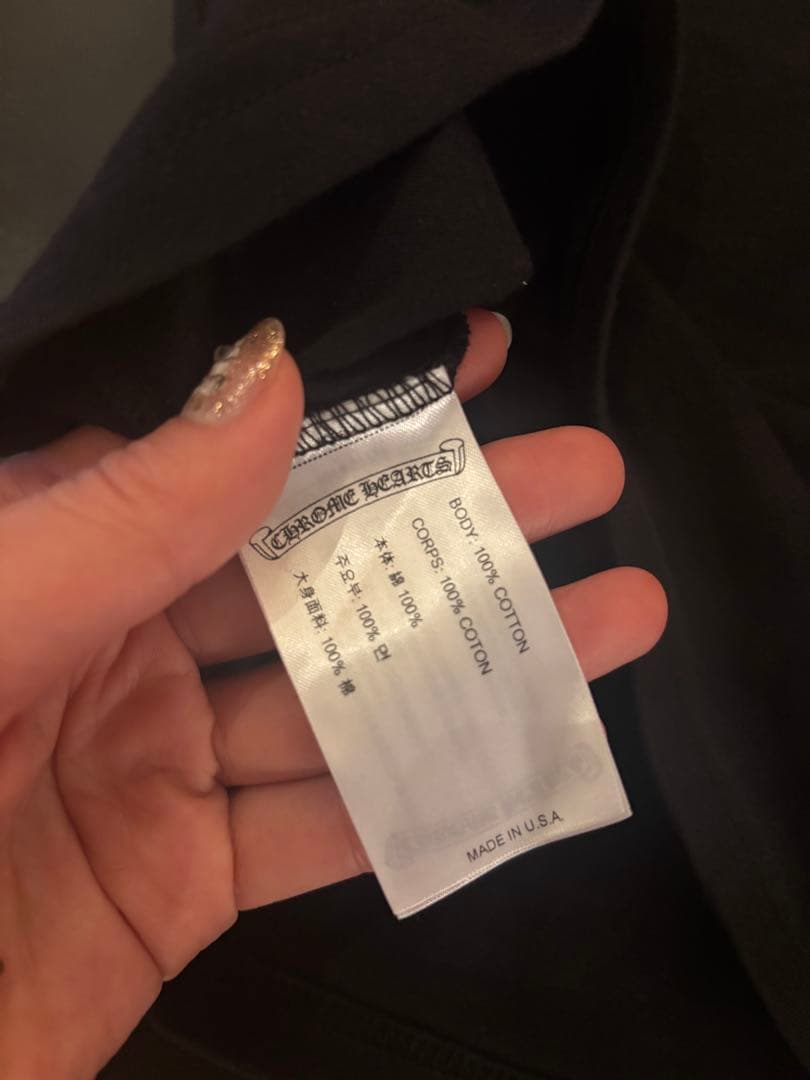 CHROME HEARTS
BODY: 100% COTTON
CORPS: 100% COTON
本体: 綿 100%
주요부: 100% 면
大身面料: 100% 棉
MADE IN U.S.A.